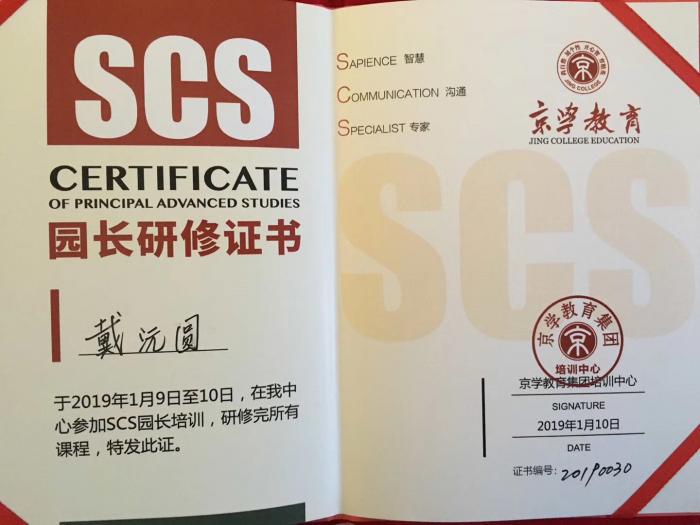 SCS
CERTIFICATE
OF PRINCIPAL ADVANCED STUDIES
园长研修证书
戴沅圆
于2019年1月9日至10日，在我中
心参加SCS园长培训，研修完所有
课程，特发此证。
SAPIENCE 智慧
COMMUNICATION 沟通
SPECIALIST 专家
京
JING COLLEGE
京学教育
JING COLLEGE EDUCATION
SCS
京学教育集团
京
培训中心
京学教育集团培训中心
SIGNATURE
2019年1月10日
DATE
证书编号：20190030